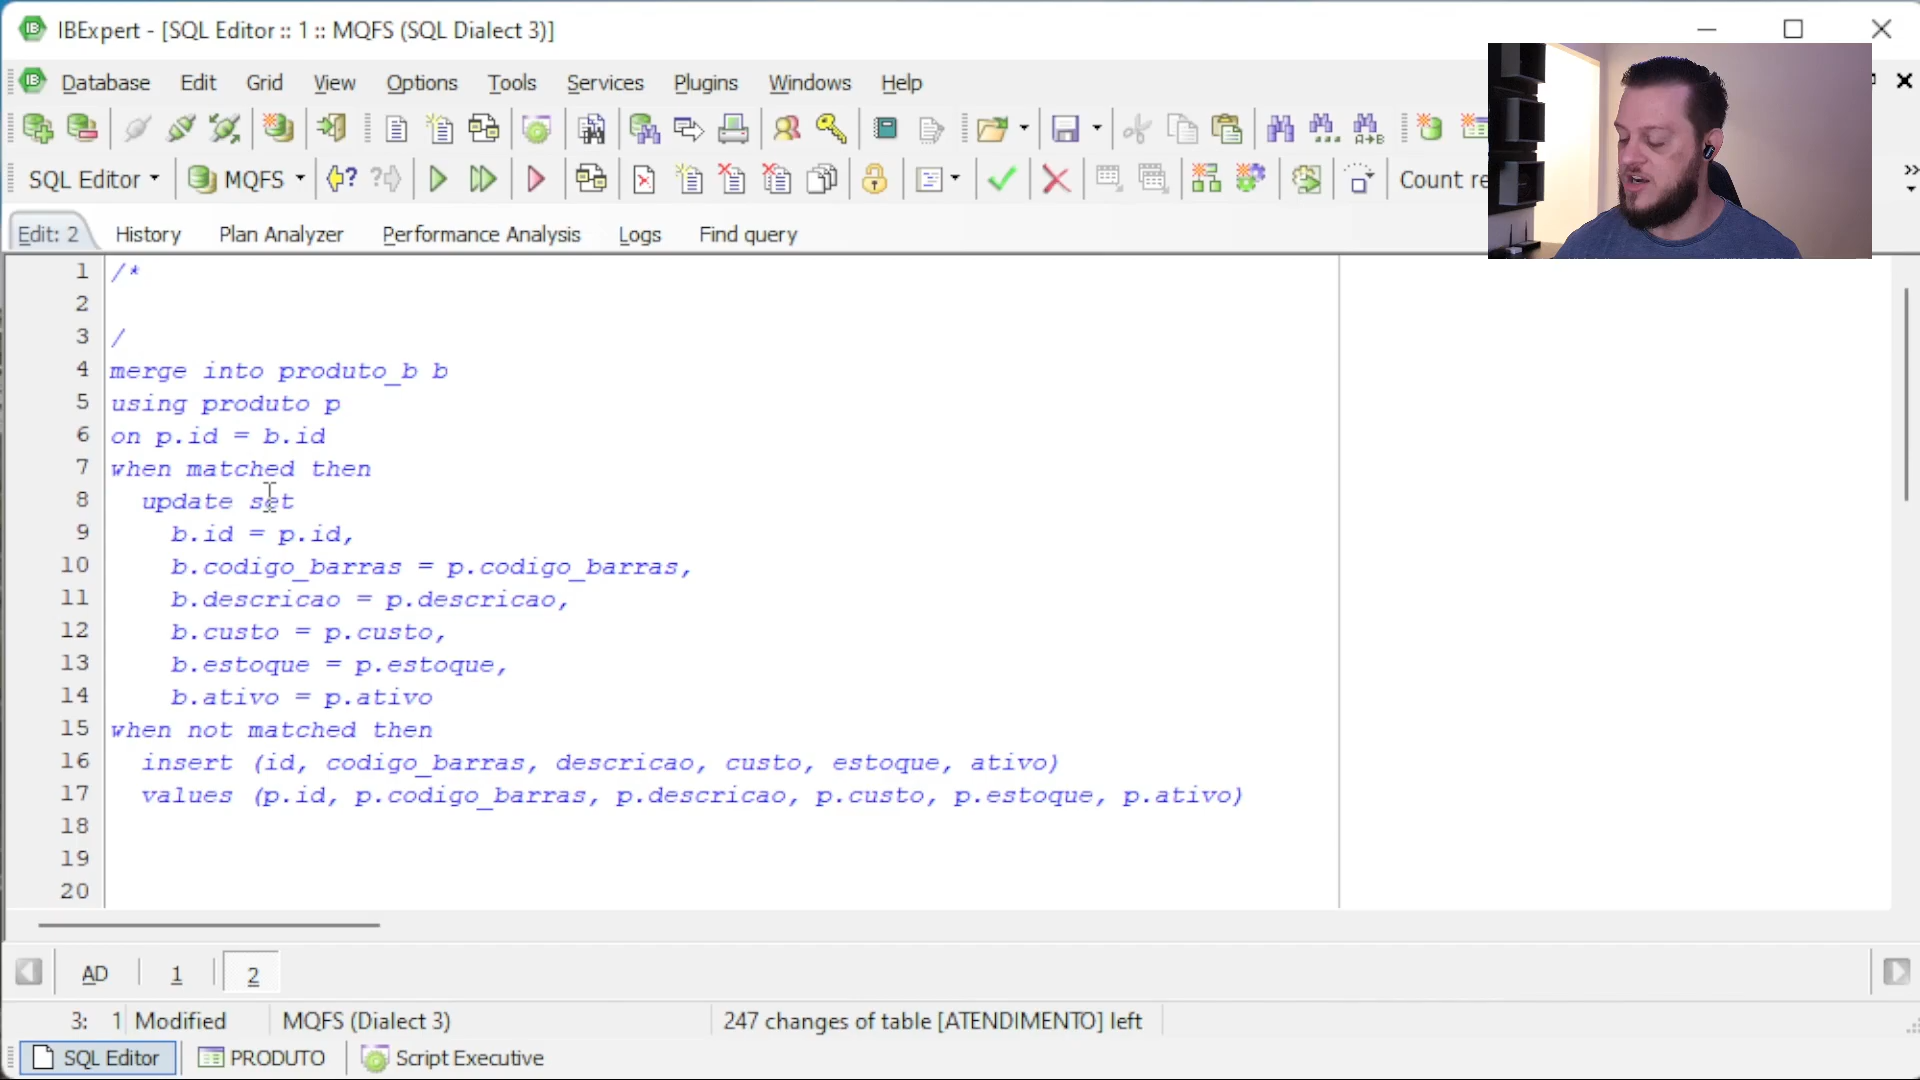 IBExpert - [SQL Editor :: 1 :: MQFS (SQL Dialect 3)]
Database Edit Grid View Options Tools Services Plugins Windows Help
SQL Editor MQFS Count re
Edit: 2 History Plan Analyzer Performance Analysis Logs Find query
1 /*
2
3 /
4 merge into produto_b b
5 using produto p
6 on p.id = b.id
7 when matched then
8 update set
9 b.id = p.id,
10 b.codigo_barras = p.codigo_barras,
11 b.descricao = p.descricao,
12 b.custo = p.custo,
13 b.estoque = p.estoque,
14 b.ativo = p.ativo
15 when not matched then
16 insert (id, codigo_barras, descricao, custo, estoque, ativo)
17 values (p.id, p.codigo_barras, p.descricao, p.custo, p.estoque, p.ativo)
18
19
20
AD 1 2
3: 1 Modified MQFS (Dialect 3) 247 changes of table [ATENDIMENTO] left
SQL Editor PRODUTO Script Executive